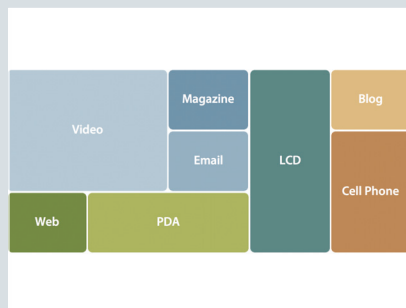 Video
Magazine
Email
LCD
Blog
Cell Phone
Web
PDA